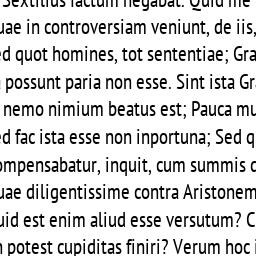 Sextilius factum negabat. Quid me
uae in controversiam veniunt, de iis,
ed quot homines, tot sententiae; Gra
possunt paria non esse. Sint ista Gra
nemo nimium beatus est; Pauca mu
ed fac ista esse non inportuna; Sed q
ompensabatur, inquit, cum summis d
uae diligentissime contra Aristonem
uid est enim aliud esse versutum? C
potest cupiditas finiri? Verum hoc i